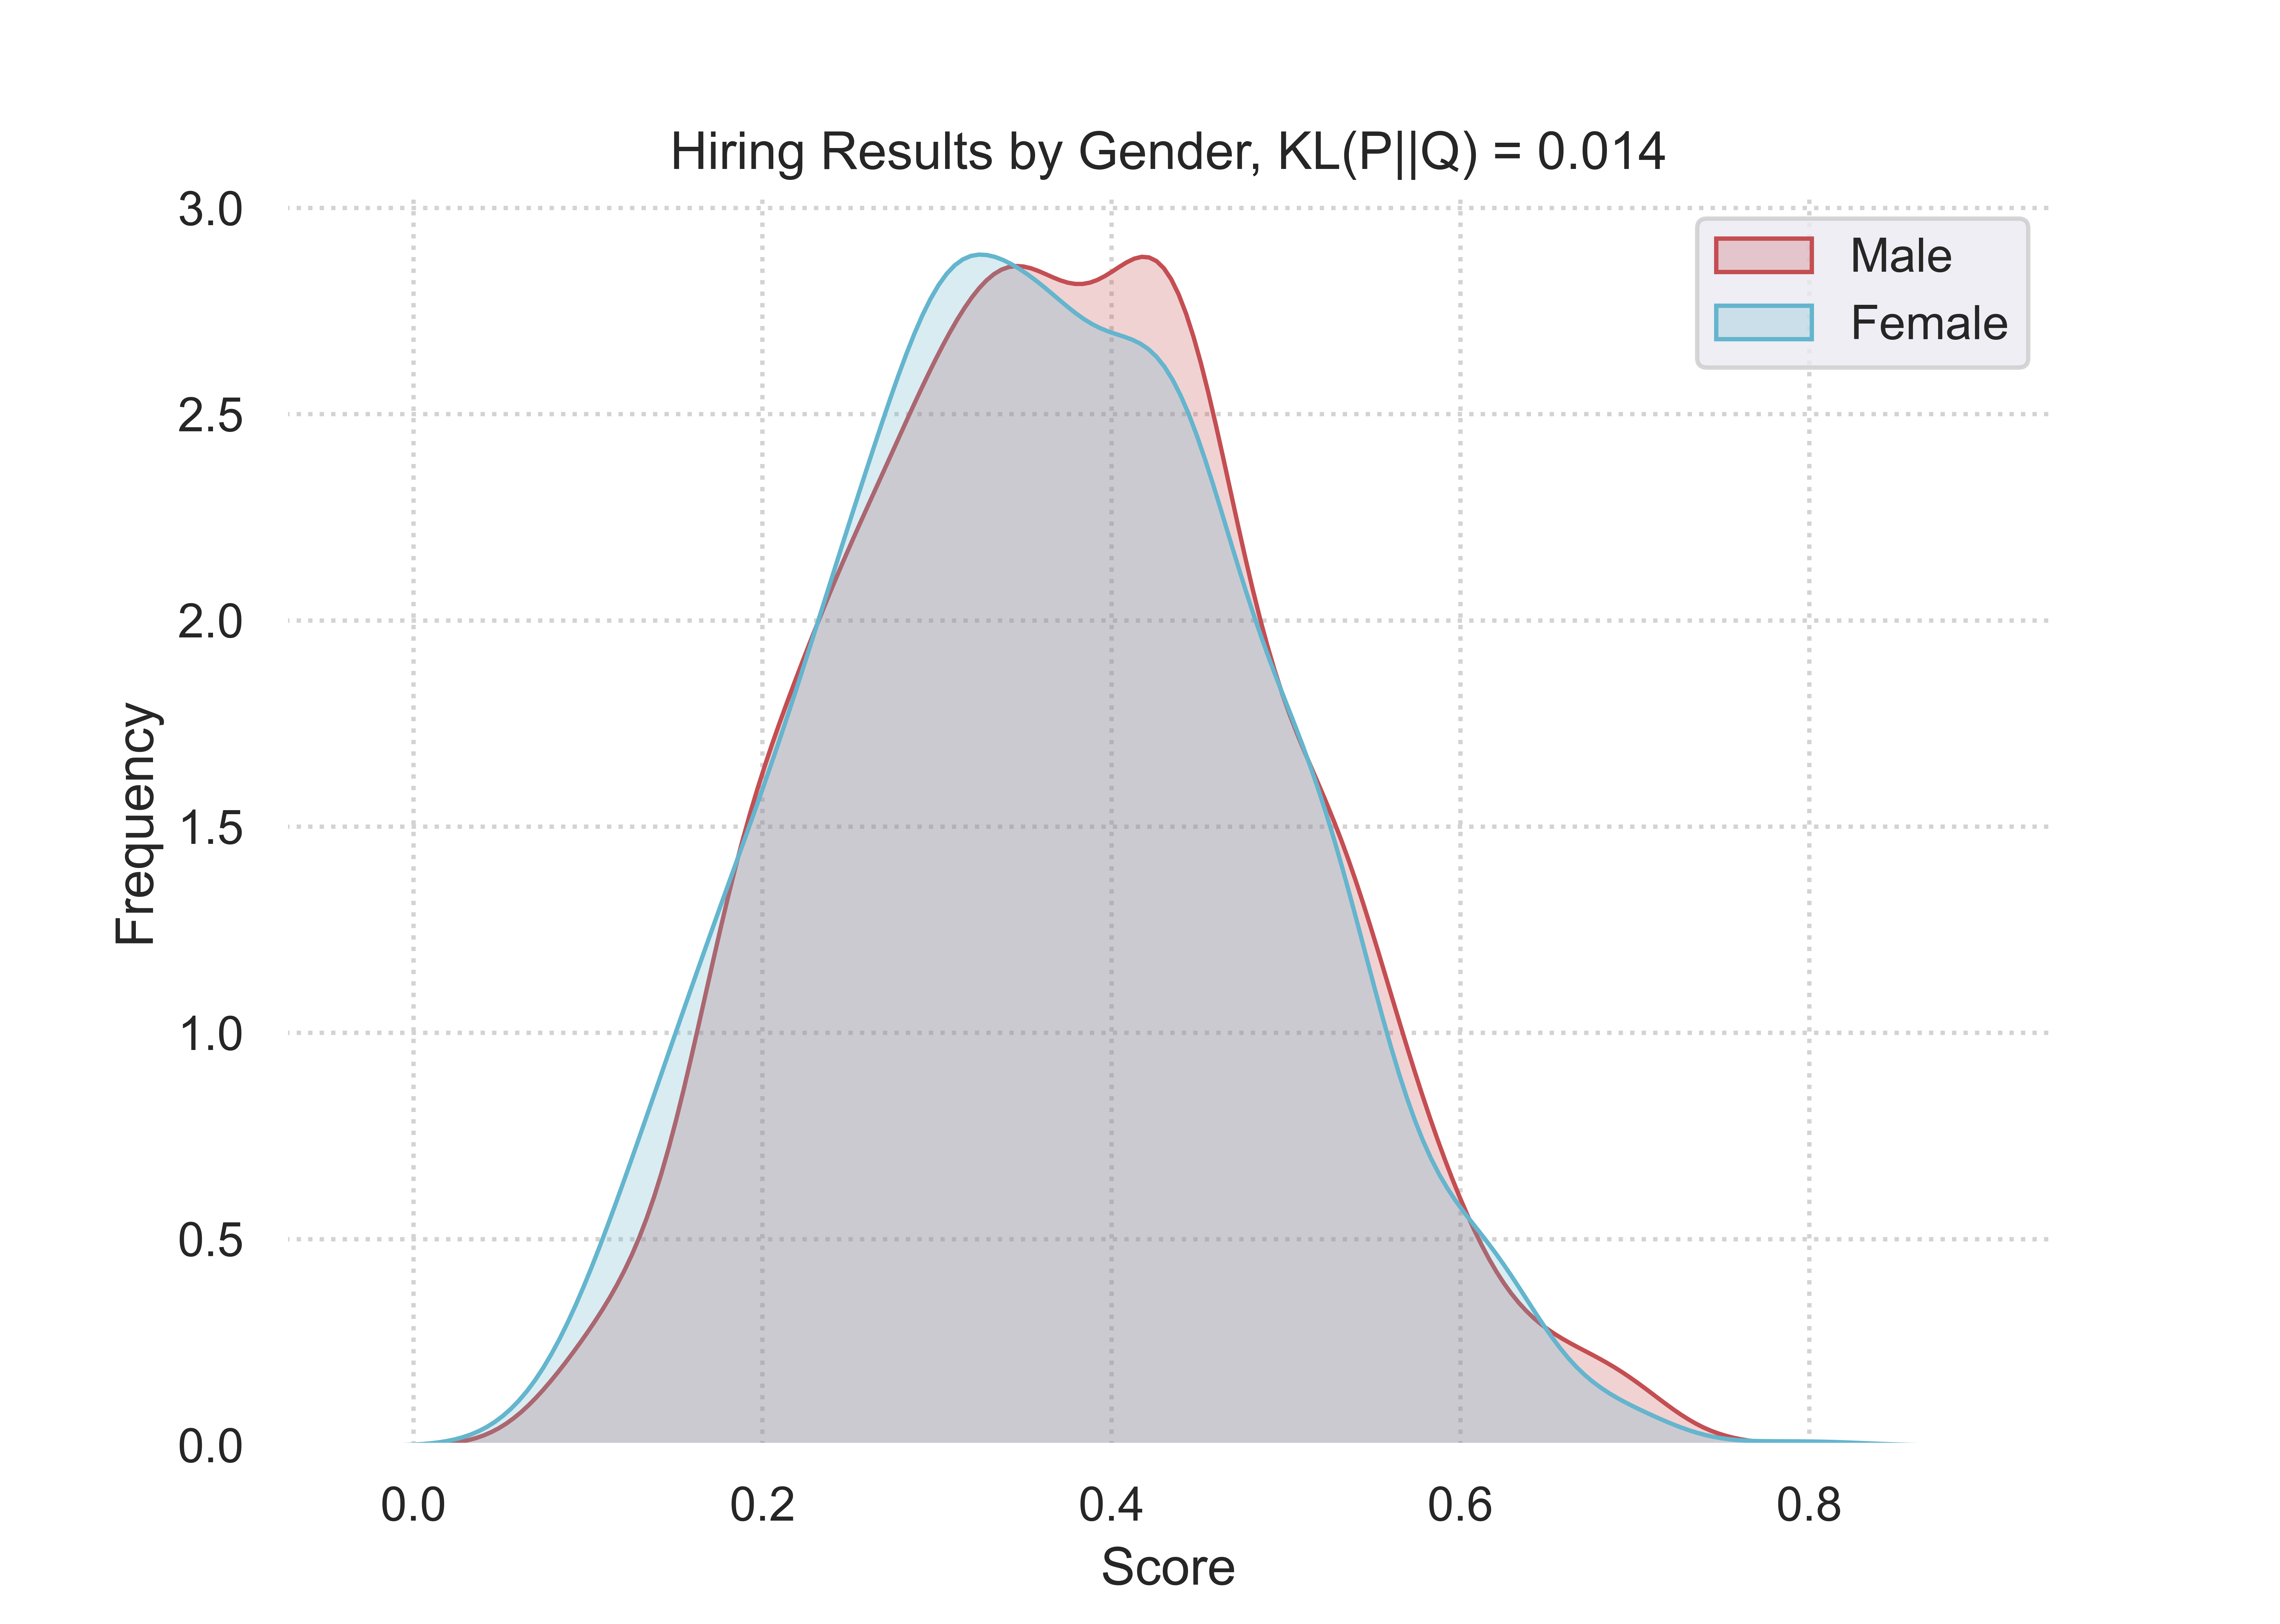 Hiring Results by Gender, KL(P||Q) = 0.014
3.0
2.5
2.0
1.5
1.0
0.5
0.0
Frequency
Male
Female
0.0 0.2 0.4 0.6 0.8
Score